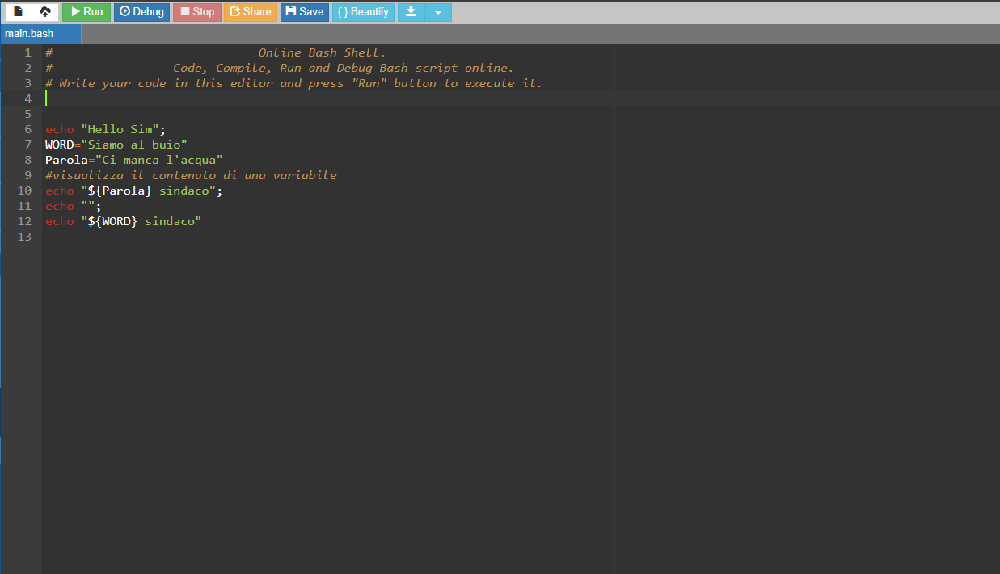 Run Debug Stop Share Save { } Beautify
main.bash
1 # Online Bash Shell.
2 # Code, Compile, Run and Debug Bash script online.
3 # Write your code in this editor and press "Run" button to execute it.
4
5
6 echo "Hello Sim";
7 WORD="Siamo al buio"
8 Parola="Ci manca l'acqua"
9 #visualizza il contenuto di una variabile
10 echo "${Parola} sindaco";
11 echo "";
12 echo "${WORD} sindaco"
13